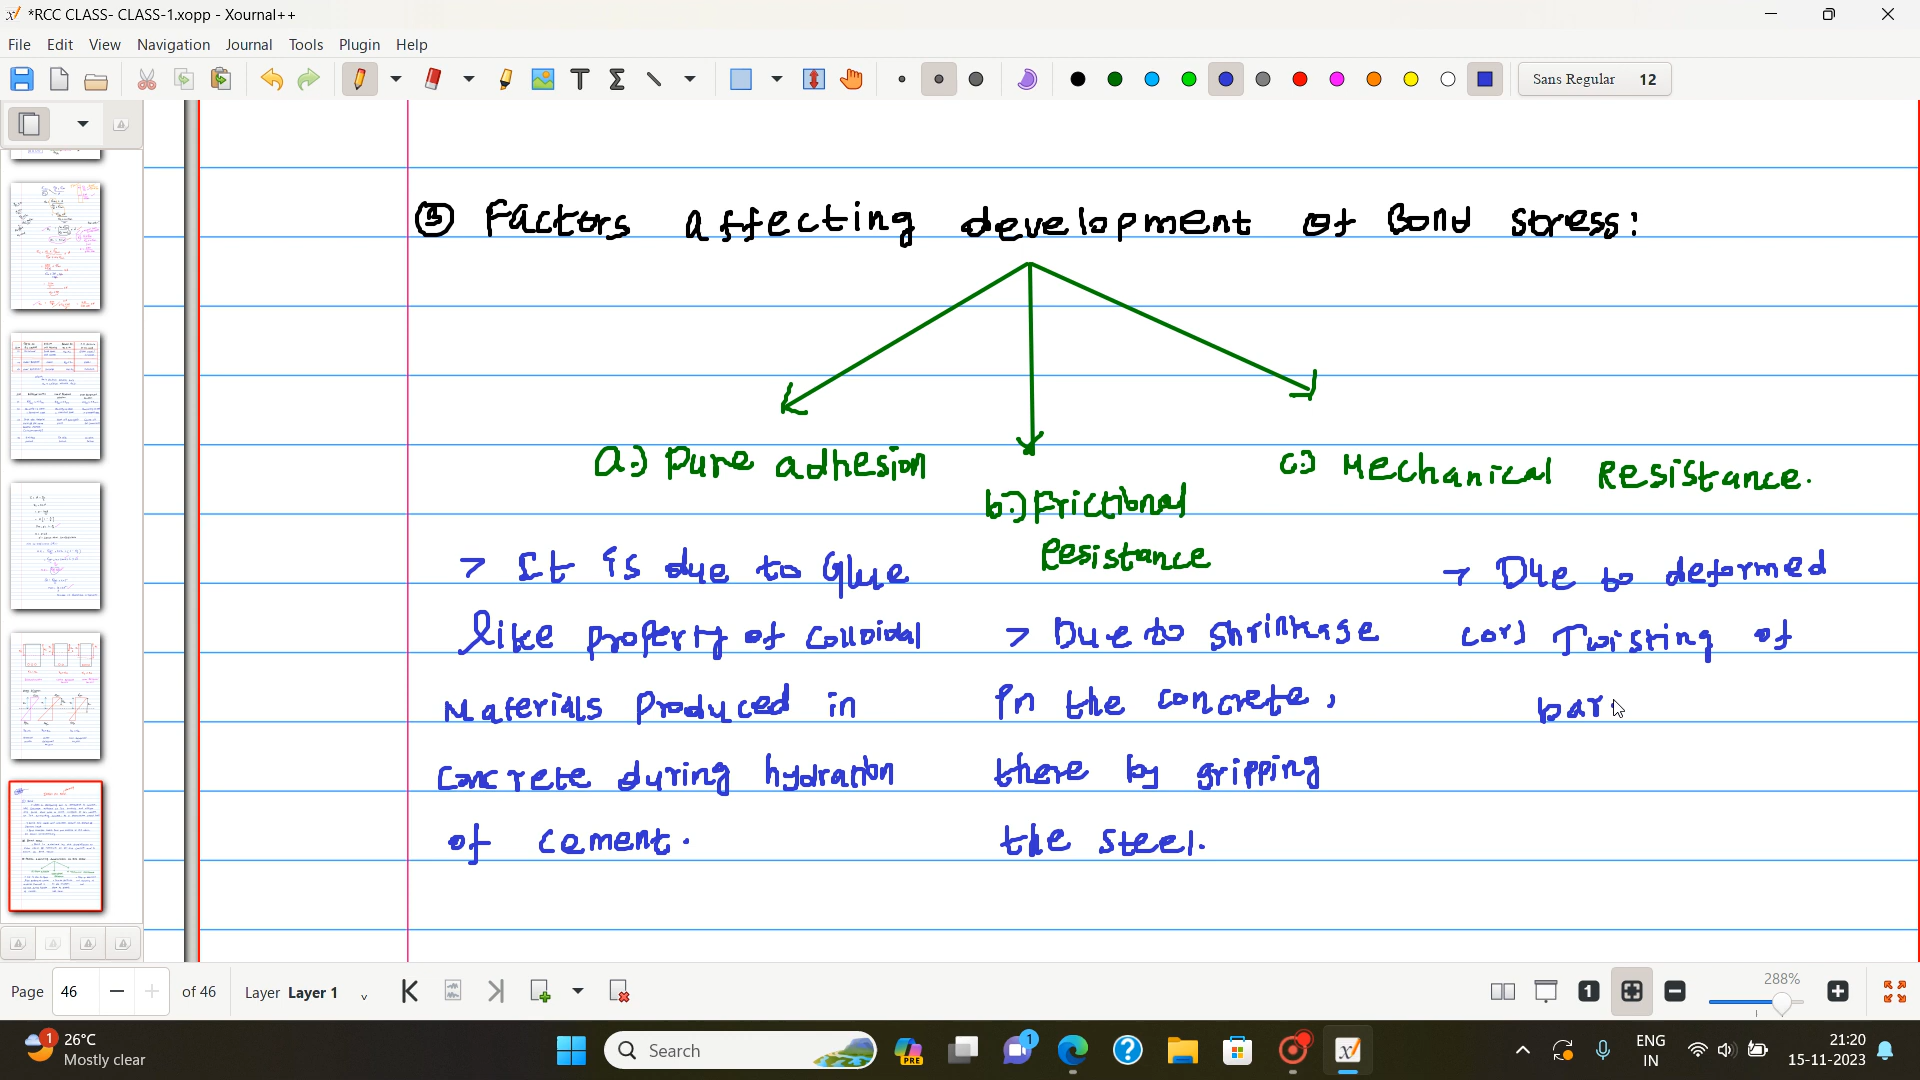 *RCC CLASS- CLASS-1.xopp - Xournal++
File Edit View Navigation Journal Tools Plugin Help
Sans Regular 12
③ Factors affecting development of Bond stress:
a.) Pure adhesion
b.) Frictional
Resistance
c.) Mechanical Resistance.
> It is due to Glue
like property of colloidal
Materials Produced in
Concrete during hydration
of cement.
> Due to shrinkage
In the concrete,
there by gripping
the steel.
→ Due to deformed
(or) Twisting of
bar
Page 46 of 46 Layer Layer 1
288%
1
26°C
Mostly clear
Search
PRE
1
ENG
IN
21:20
15-11-2023